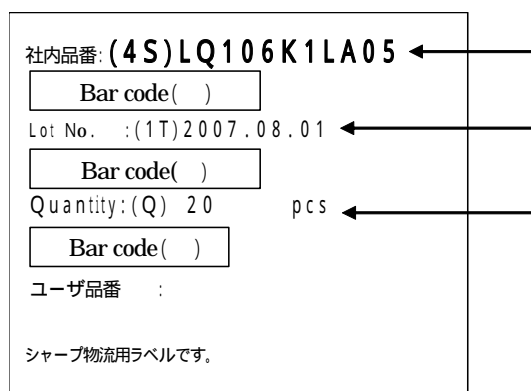 社内品番:(4S)LQ106K1LA05
Bar code( )
Lot No. :(1T)2007.08.01
Bar code( )
Quantity:(Q) 20 pcs
Bar code( )
ユーザ品番 :
シャープ物流用ラベルです。